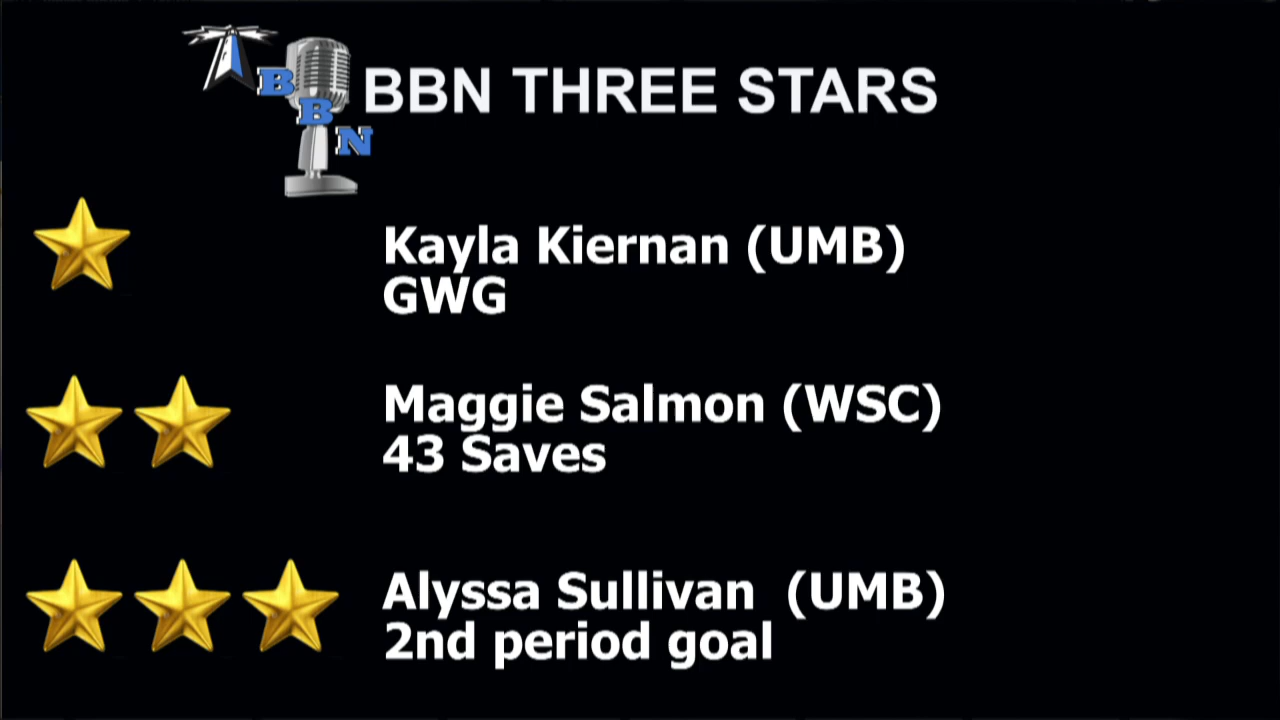 BBN
BBN THREE STARS
Kayla Kiernan (UMB)
GWG
Maggie Salmon (WSC)
43 Saves
Alyssa Sullivan (UMB)
2nd period goal